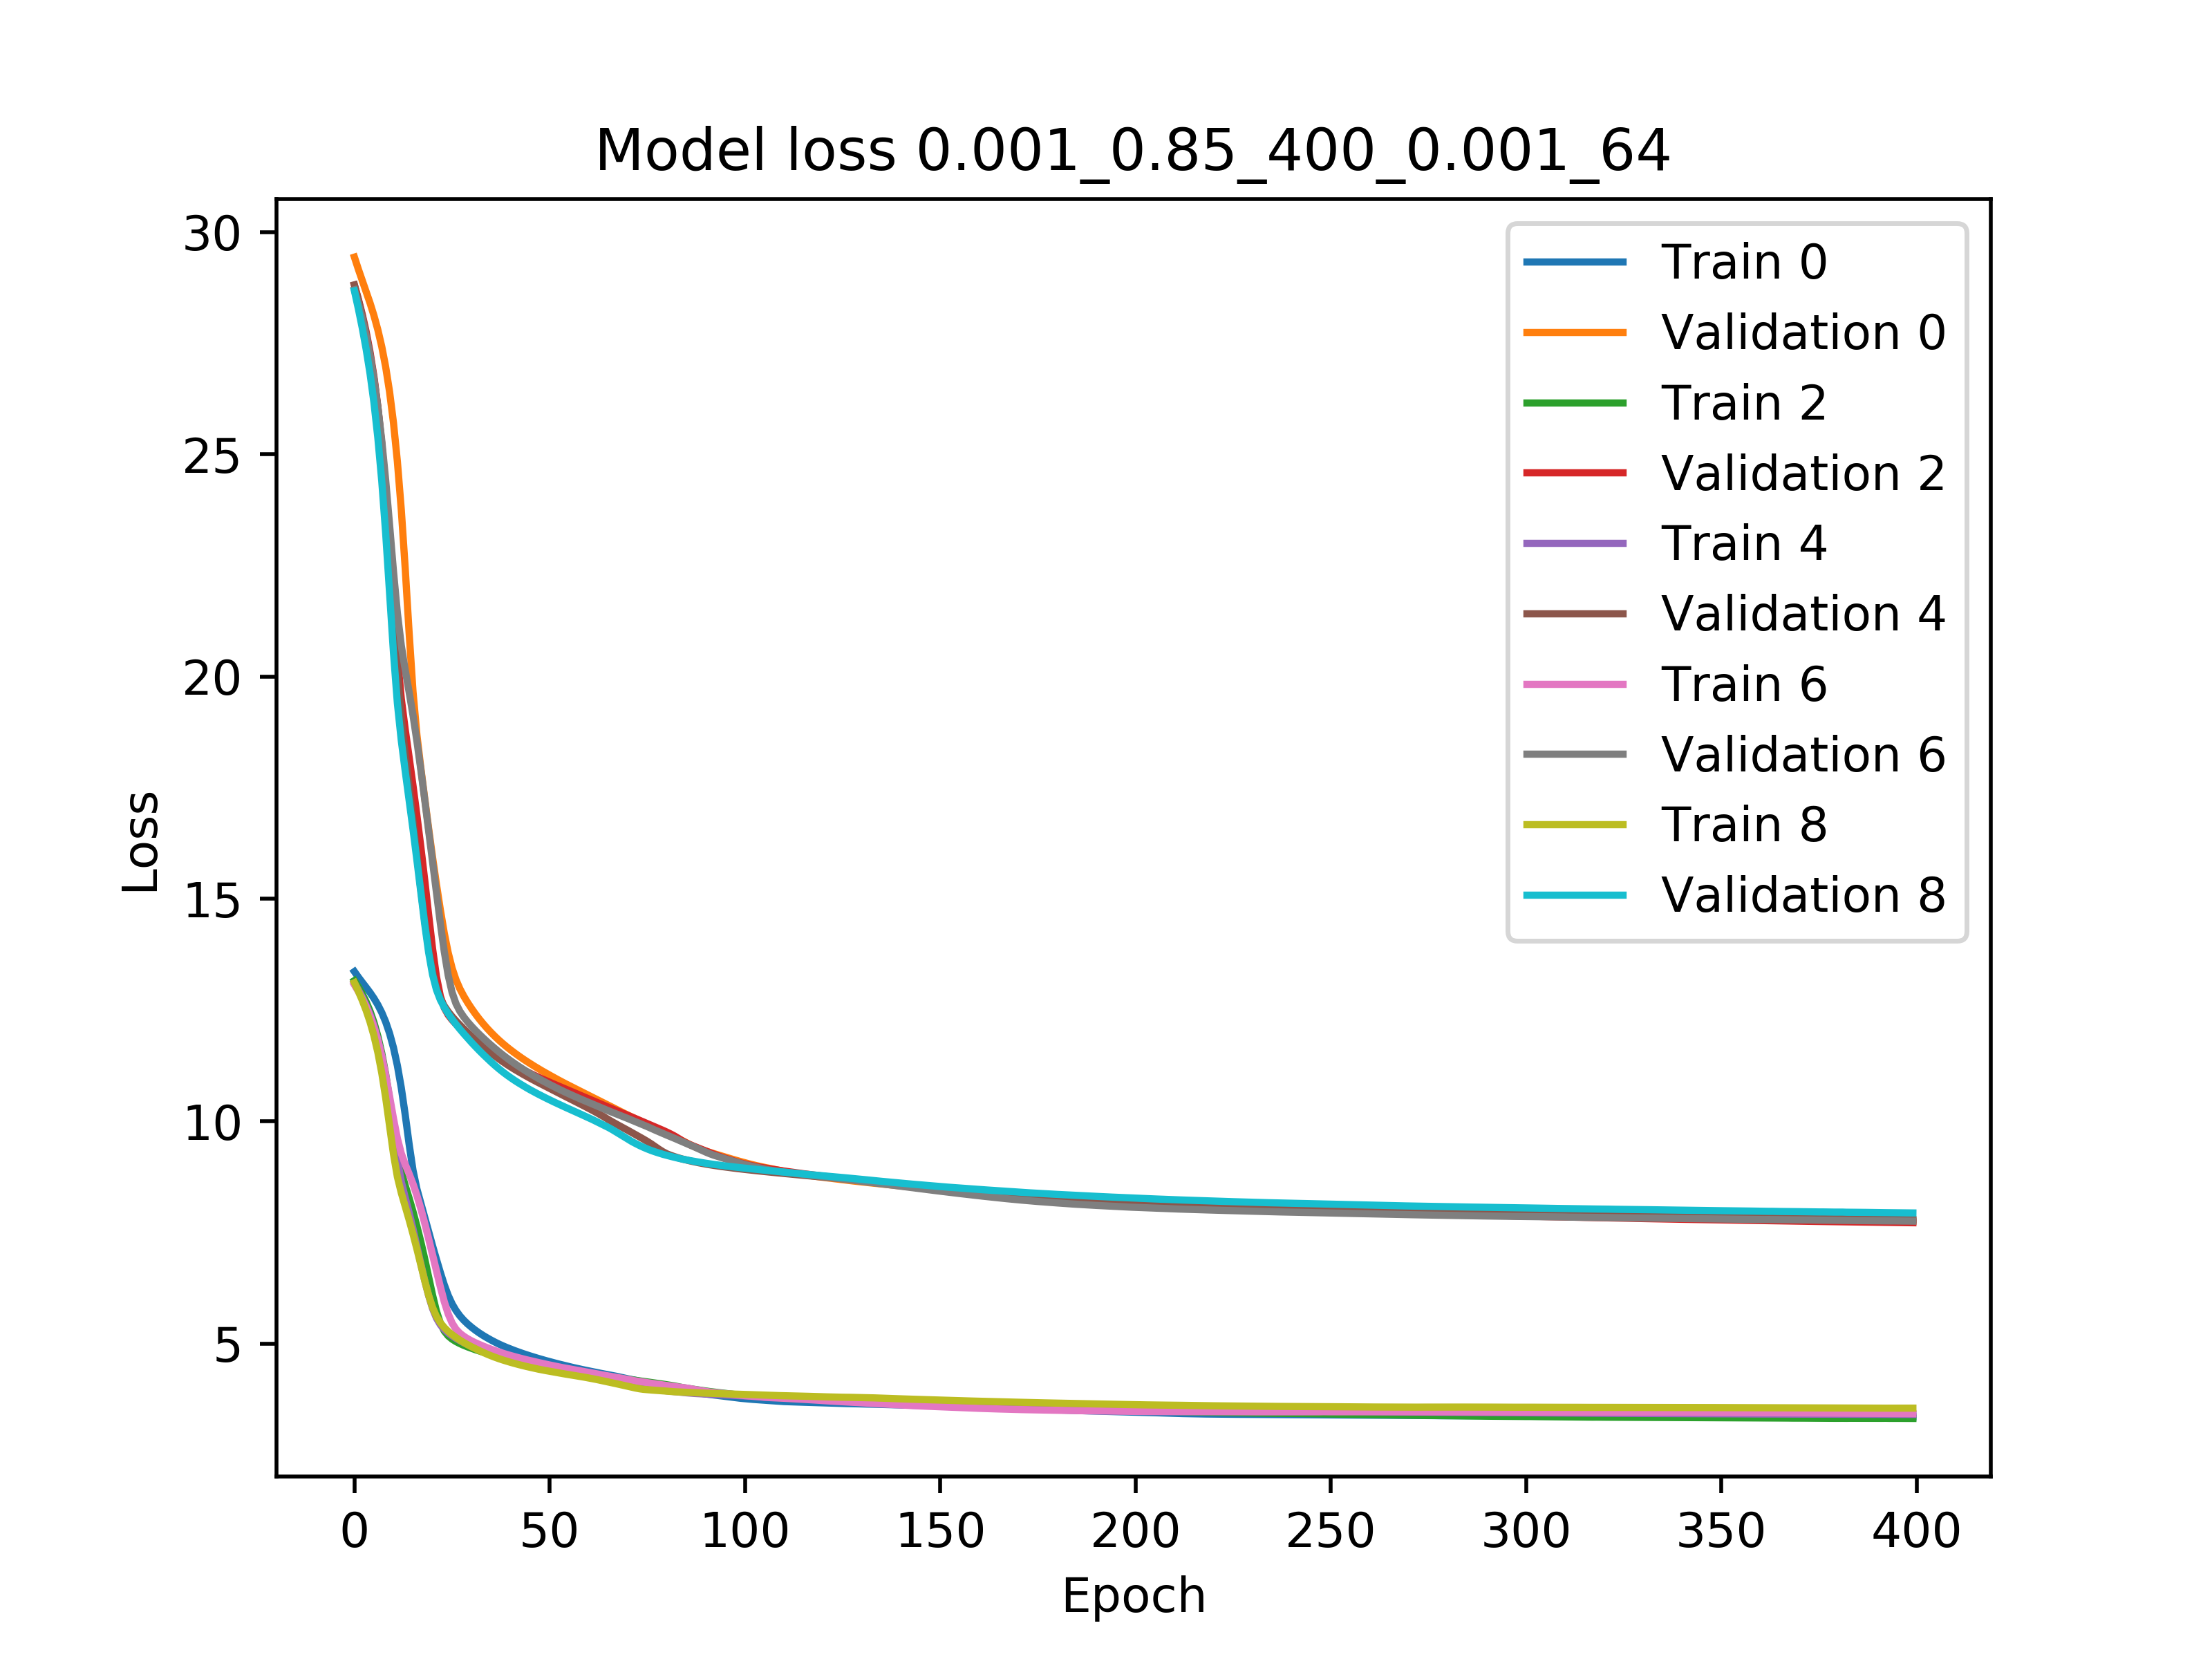 Model loss 0.001_0.85_400_0.001_64
30
25
20
15
10
5
Loss
0 50 100 150 200 250 300 350 400
Epoch
Train 0
Validation 0
Train 2
Validation 2
Train 4
Validation 4
Train 6
Validation 6
Train 8
Validation 8